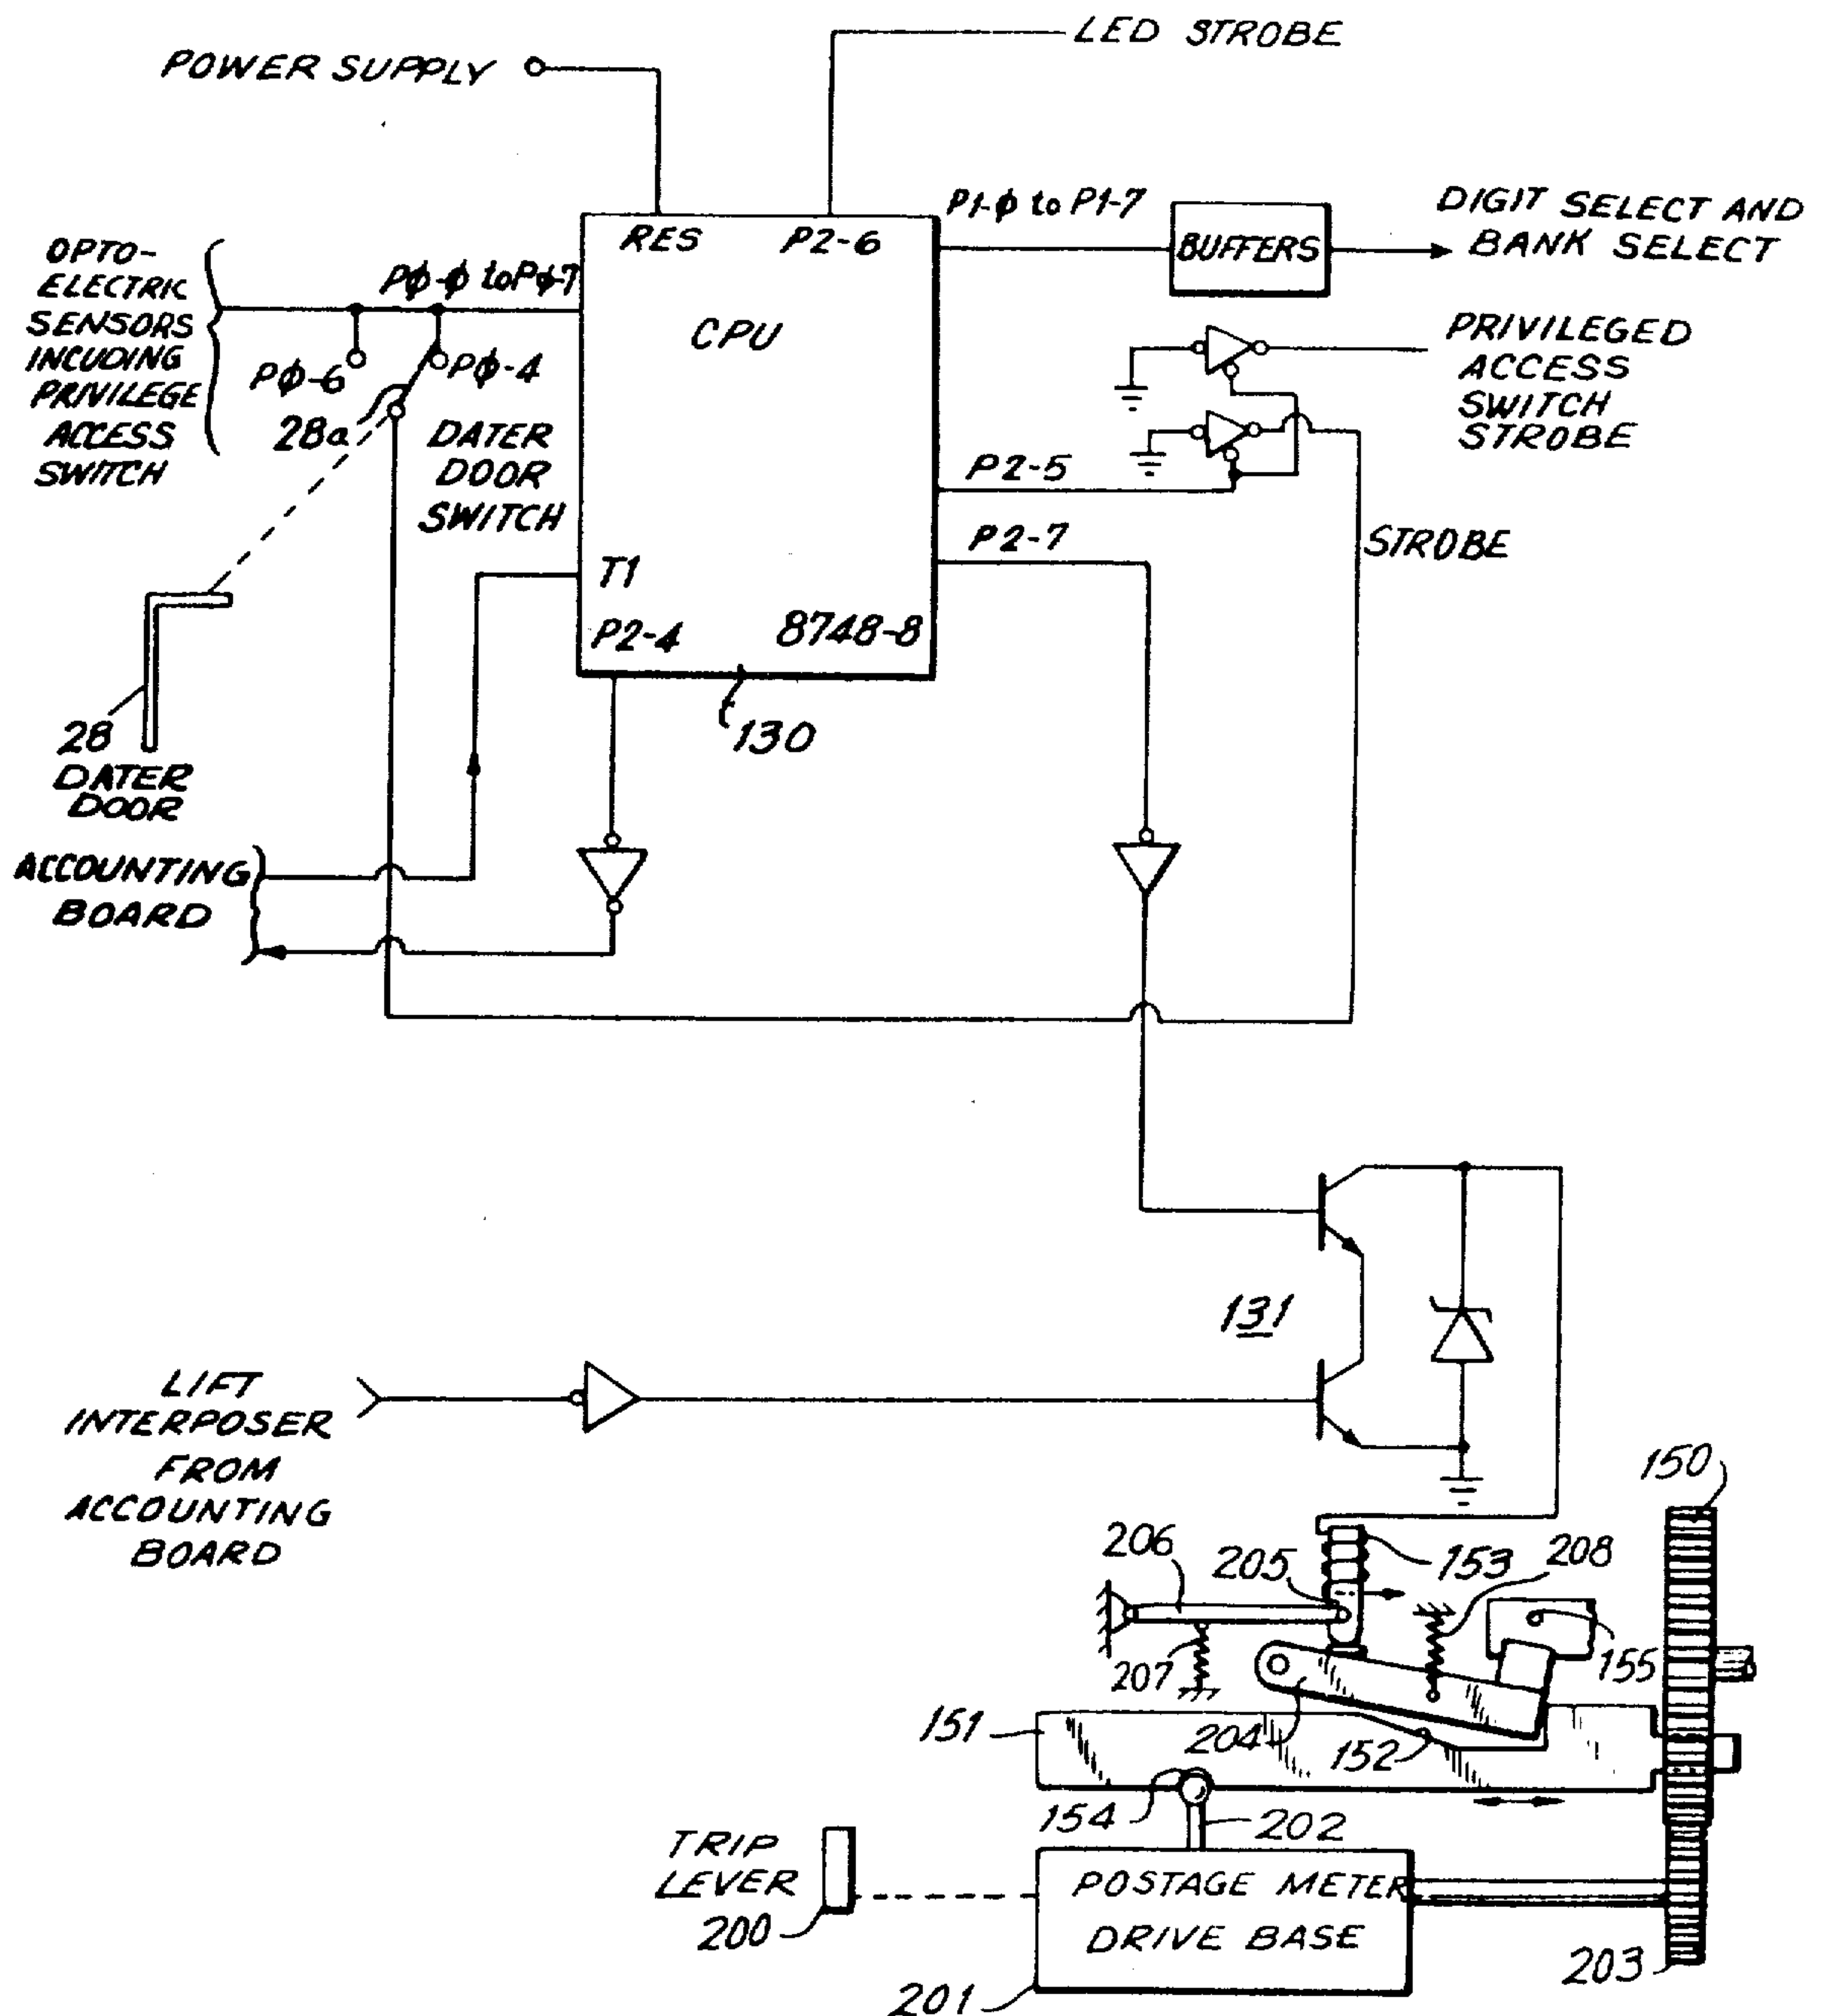 LED STROBE
POWER SUPPLY
P1-ϕ to P1-7
DIGIT SELECT AND
BANK SELECT
BUFFERS
RES
P2-6
OPTO-
ELECTRIC
SENSORS
INCUDING
PRIVILEGE
ACCESS
SWITCH
Pϕ-ϕ to Pϕ-7
CPU
PRIVILEGED
ACCESS
SWITCH
STROBE
Pϕ-6
Pϕ-4
28a
DATER
DOOR
SWITCH
P2-5
P2-7
STROBE
T1
P2-4
8748-8
130
28
DATER
DOOR
ACCOUNTING
BOARD
131
LIFT
INTERPOSER
FROM
ACCOUNTING
BOARD
150
206
205
153
208
207
155
151
204
152
154
202
TRIP
LEVER
200
POSTAGE METER
DRIVE BASE
201
203